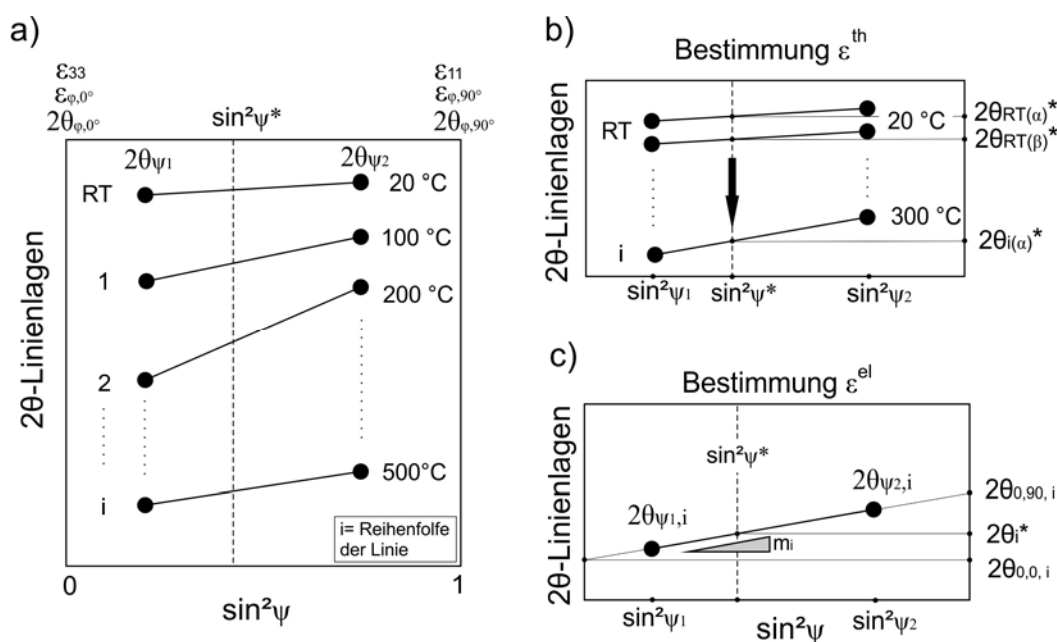 a)
ε33
εφ,0°
2θφ,0°
sin²ψ*
ε11
εφ,90°
2θφ,90°
2θψ1
2θψ2
RT
20 °C
1
100 °C
2
200 °C
i
500°C
i= Reihenfolfe
der Linie
2θ-Linienlagen
0
1
sin²ψ
b)
Bestimmung ε^th
RT
20 °C
2θRT(α)*
2θRT(β)*
300 °C
i
2θi(α)*
2θ-Linienlagen
sin²ψ1
sin²ψ*
sin²ψ2
c)
Bestimmung ε^el
sin²ψ*
2θψ1,i
2θψ2,i
mi
2θ0,90, i
2θi*
2θ0,0, i
2θ-Linienlagen
sin²ψ1
sin²ψ
sin²ψ2